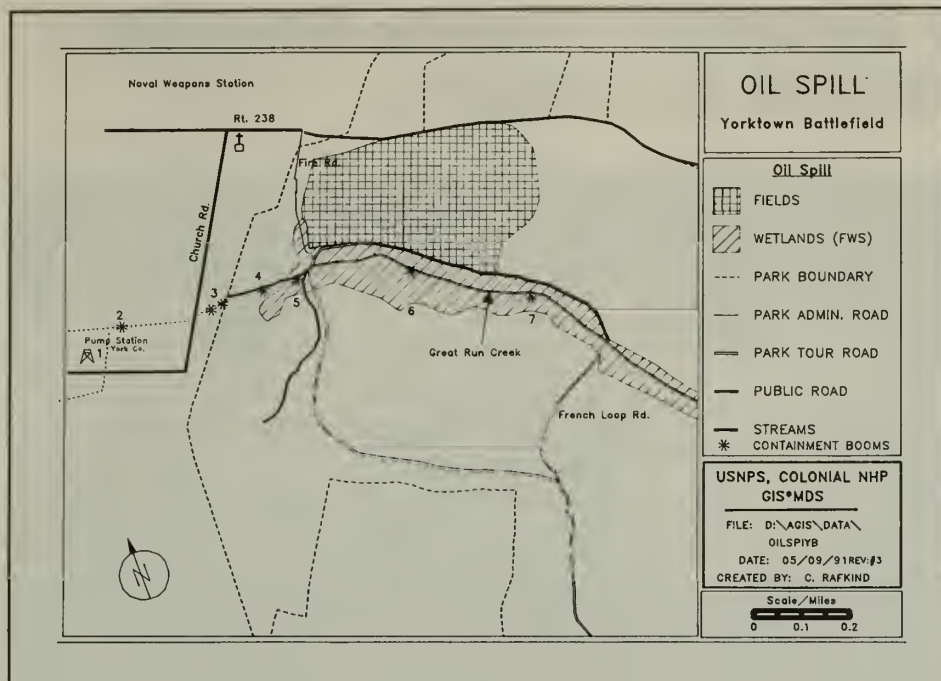 Naval Weapons Station
Rt. 238
Fire Rd.
Church Rd.
4
3
5
2
6
7
Pump Station
York Co.
1
Great Run Creek
French Loop Rd.
N
OIL SPILL
Yorktown Battlefield
Oil Spill
FIELDS
WETLANDS (FWS)
PARK BOUNDARY
PARK ADMIN. ROAD
PARK TOUR ROAD
PUBLIC ROAD
STREAMS
CONTAINMENT BOOMS
USNPS, COLONIAL NHP
GIS*MDS
FILE: D:\AGIS\DATA\
OILSPIYB
DATE: 05/09/91REV:#3
CREATED BY: C. RAFKIND
Scale/Miles
0 0.1 0.2